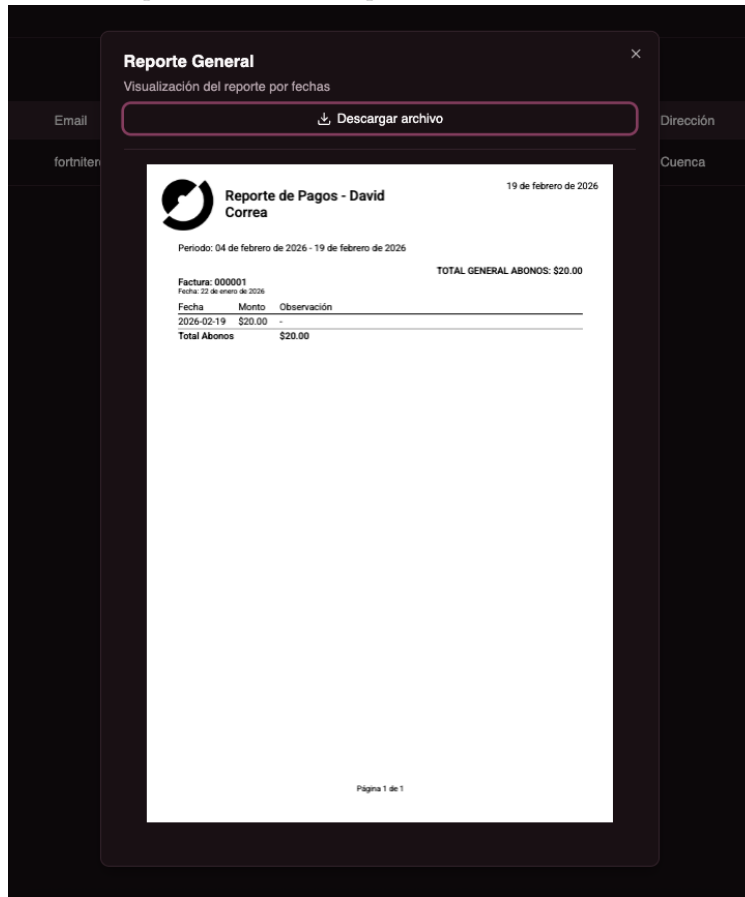 Reporte General
Visualización del reporte por fechas
Descargar archivo
Email
Dirección
Cuenca
Reporte de Pagos - David
Correa
19 de febrero de 2026
Periodo: 04 de febrero de 2026 - 19 de febrero de 2026
TOTAL GENERAL ABONOS: $20.00
Factura: 000001
Fecha: 22 de enero de 2026
Fecha Monto Observación
2026-02-19 $20.00 -
Total Abonos $20.00
Página 1 de 1